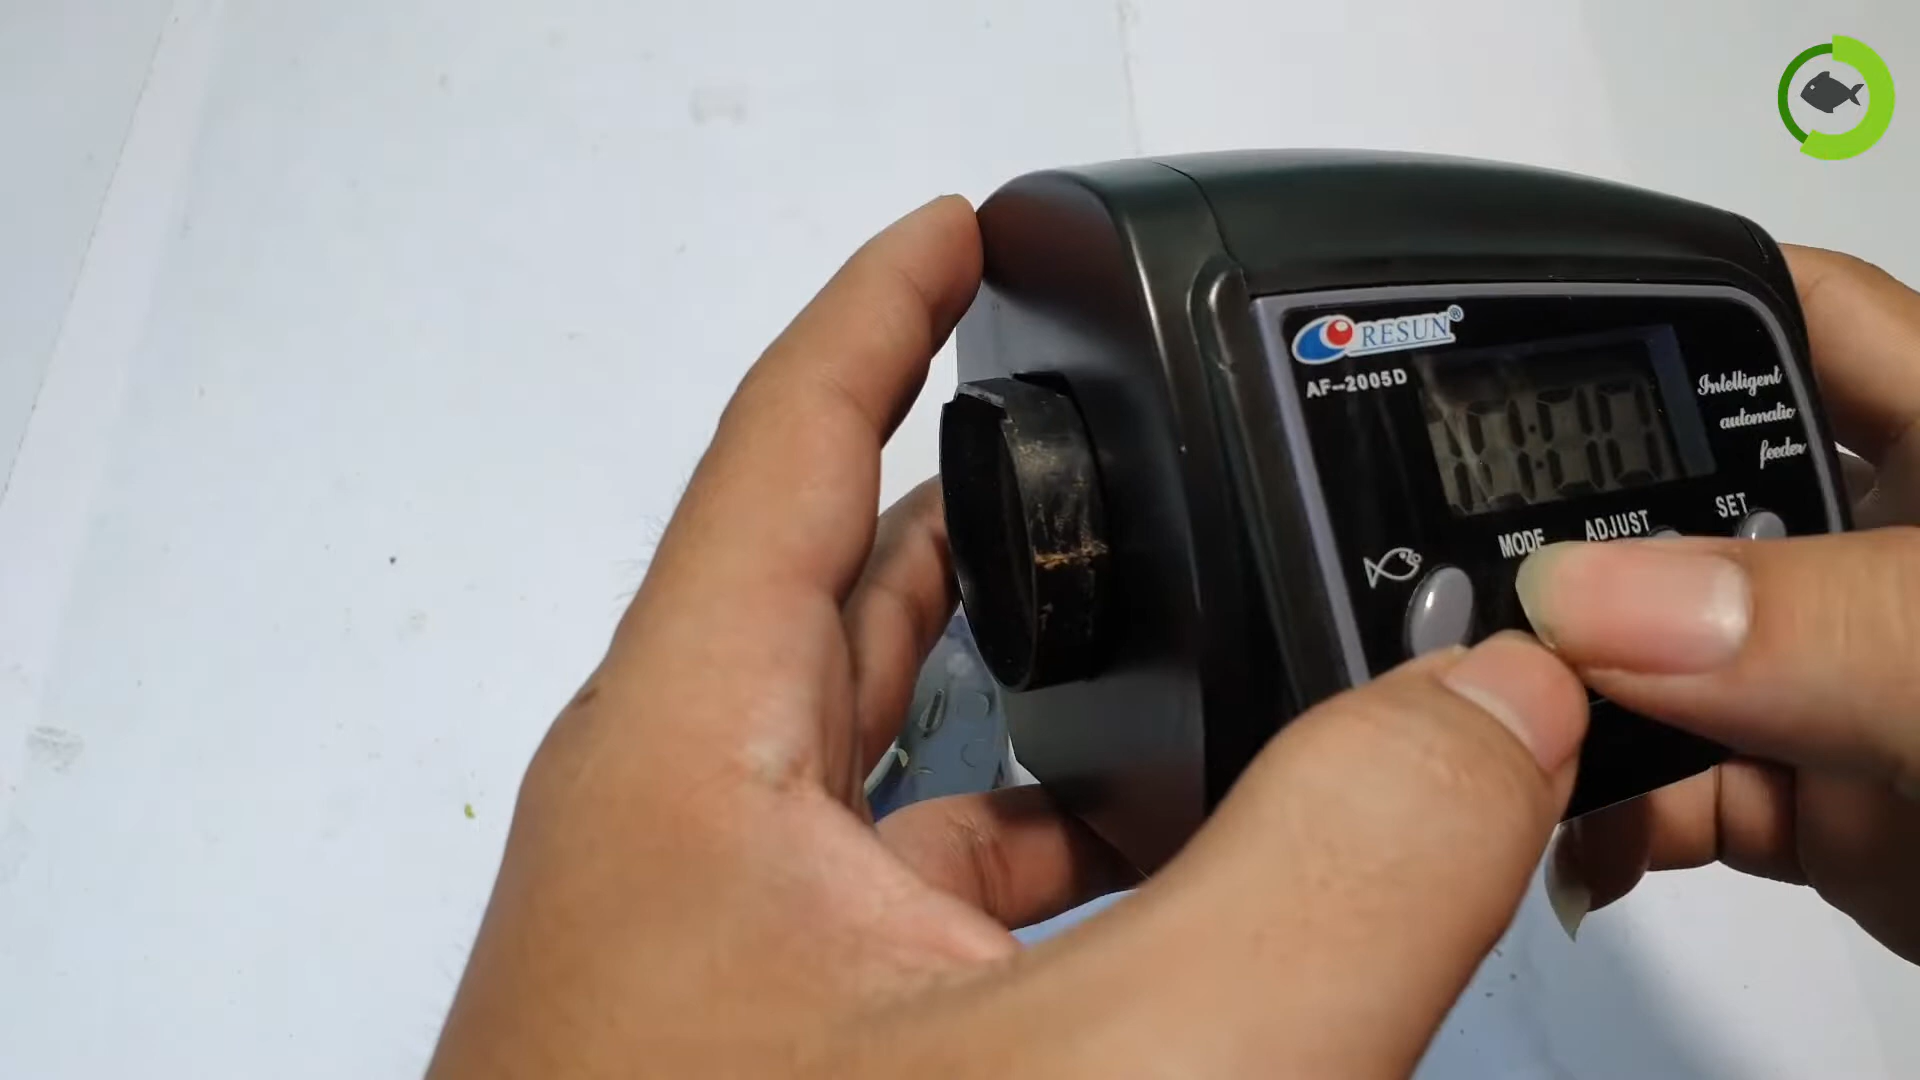 RESUN®
AF-2005D
Intelligent
automatic
feeder
MODE ADJUST SET